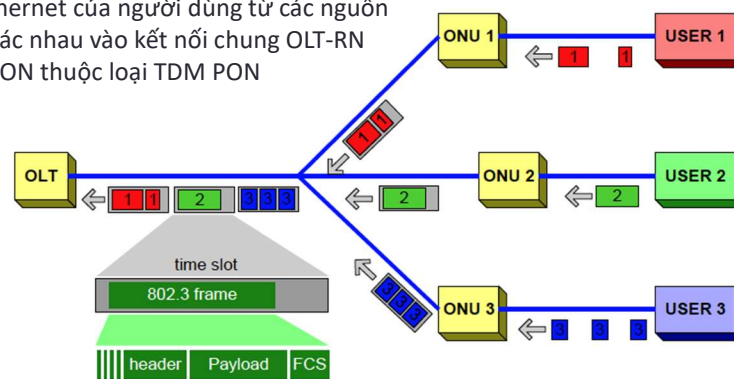 hernet của người dùng từ các nguồn
ác nhau vào kết nối chung OLT-RN
ON thuộc loại TDM PON
ONU 1
1
1
USER 1
1 1
OLT
1 1
2
3 3 3
2
ONU 2
2
USER 2
time slot
802.3 frame
3 3 3
ONU 3
3
3
3
USER 3
header
Payload
FCS